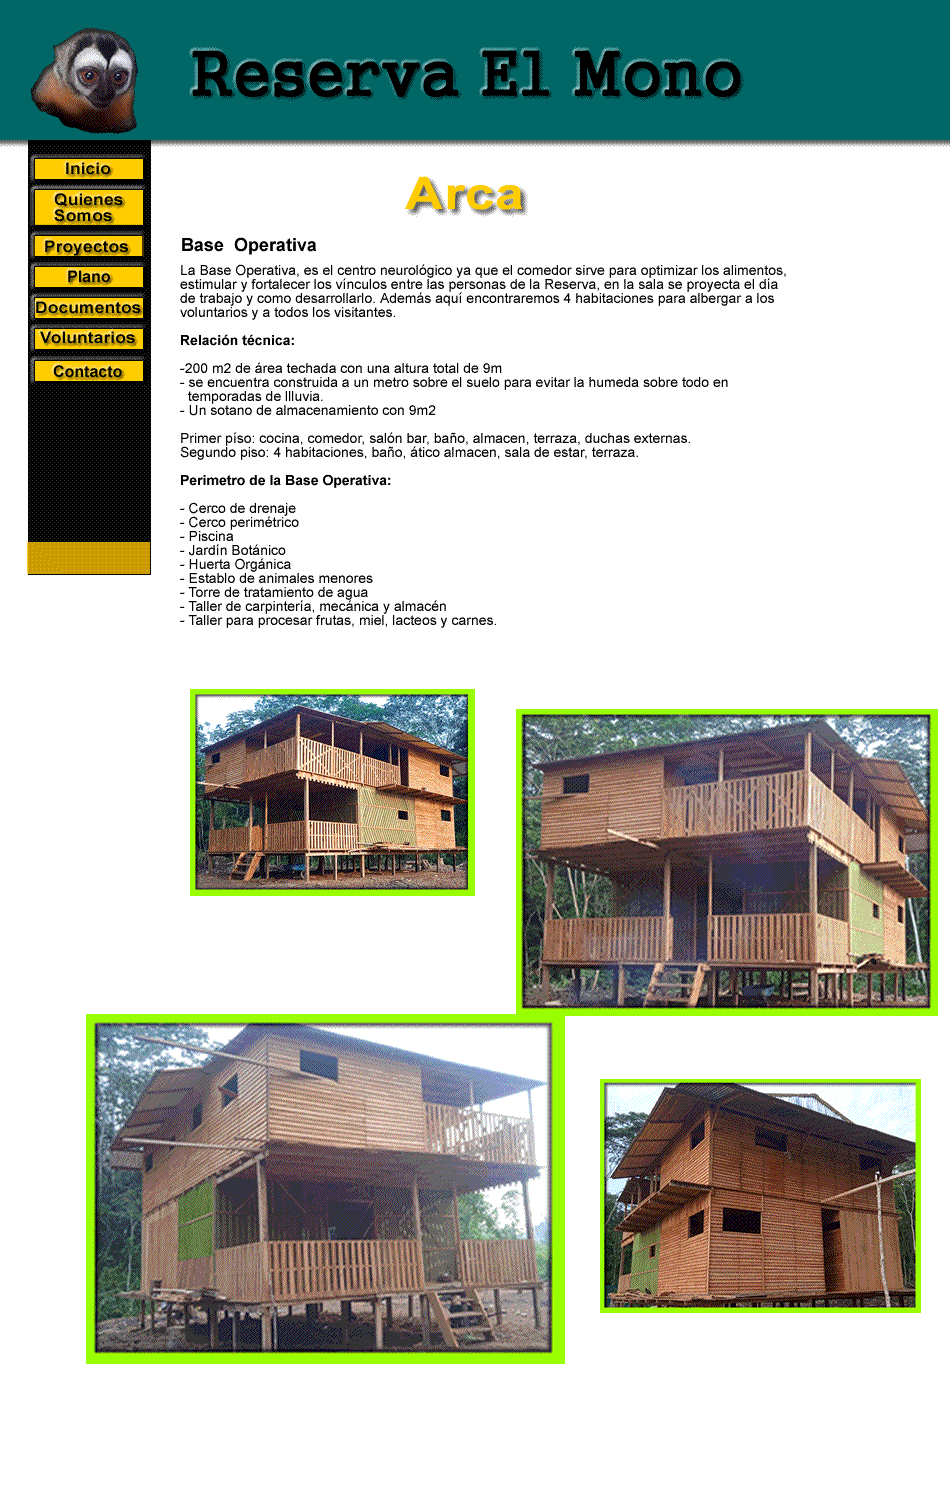 Reserva El Mono
Inicio
Quienes
Somos
Proyectos
Plano
Documentos
Voluntarios
Contacto
Arca
Base Operativa
La Base Operativa, es el centro neurológico ya que el comedor sirve para optimizar los alimentos,
estimular y fortalecer los vínculos entre las personas de la Reserva, en la sala se proyecta el día
de trabajo y como desarrollarlo. Además aquí encontraremos 4 habitaciones para albergar a los
voluntarios y a todos los visitantes.
Relación técnica:
-200 m2 de área techada con una altura total de 9m
- se encuentra construida a un metro sobre el suelo para evitar la humeda sobre todo en
temporadas de llluvia.
- Un sotano de almacenamiento con 9m2
Primer píso: cocina, comedor, salón bar, baño, almacen, terraza, duchas externas.
Segundo piso: 4 habitaciones, baño, ático almacen, sala de estar, terraza.
Perimetro de la Base Operativa:
- Cerco de drenaje
- Cerco perimétrico
- Piscina
- Jardín Botánico
- Huerta Orgánica
- Establo de animales menores
- Torre de tratamiento de agua
- Taller de carpintería, mecánica y almacén
- Taller para procesar frutas, miel, lacteos y carnes.